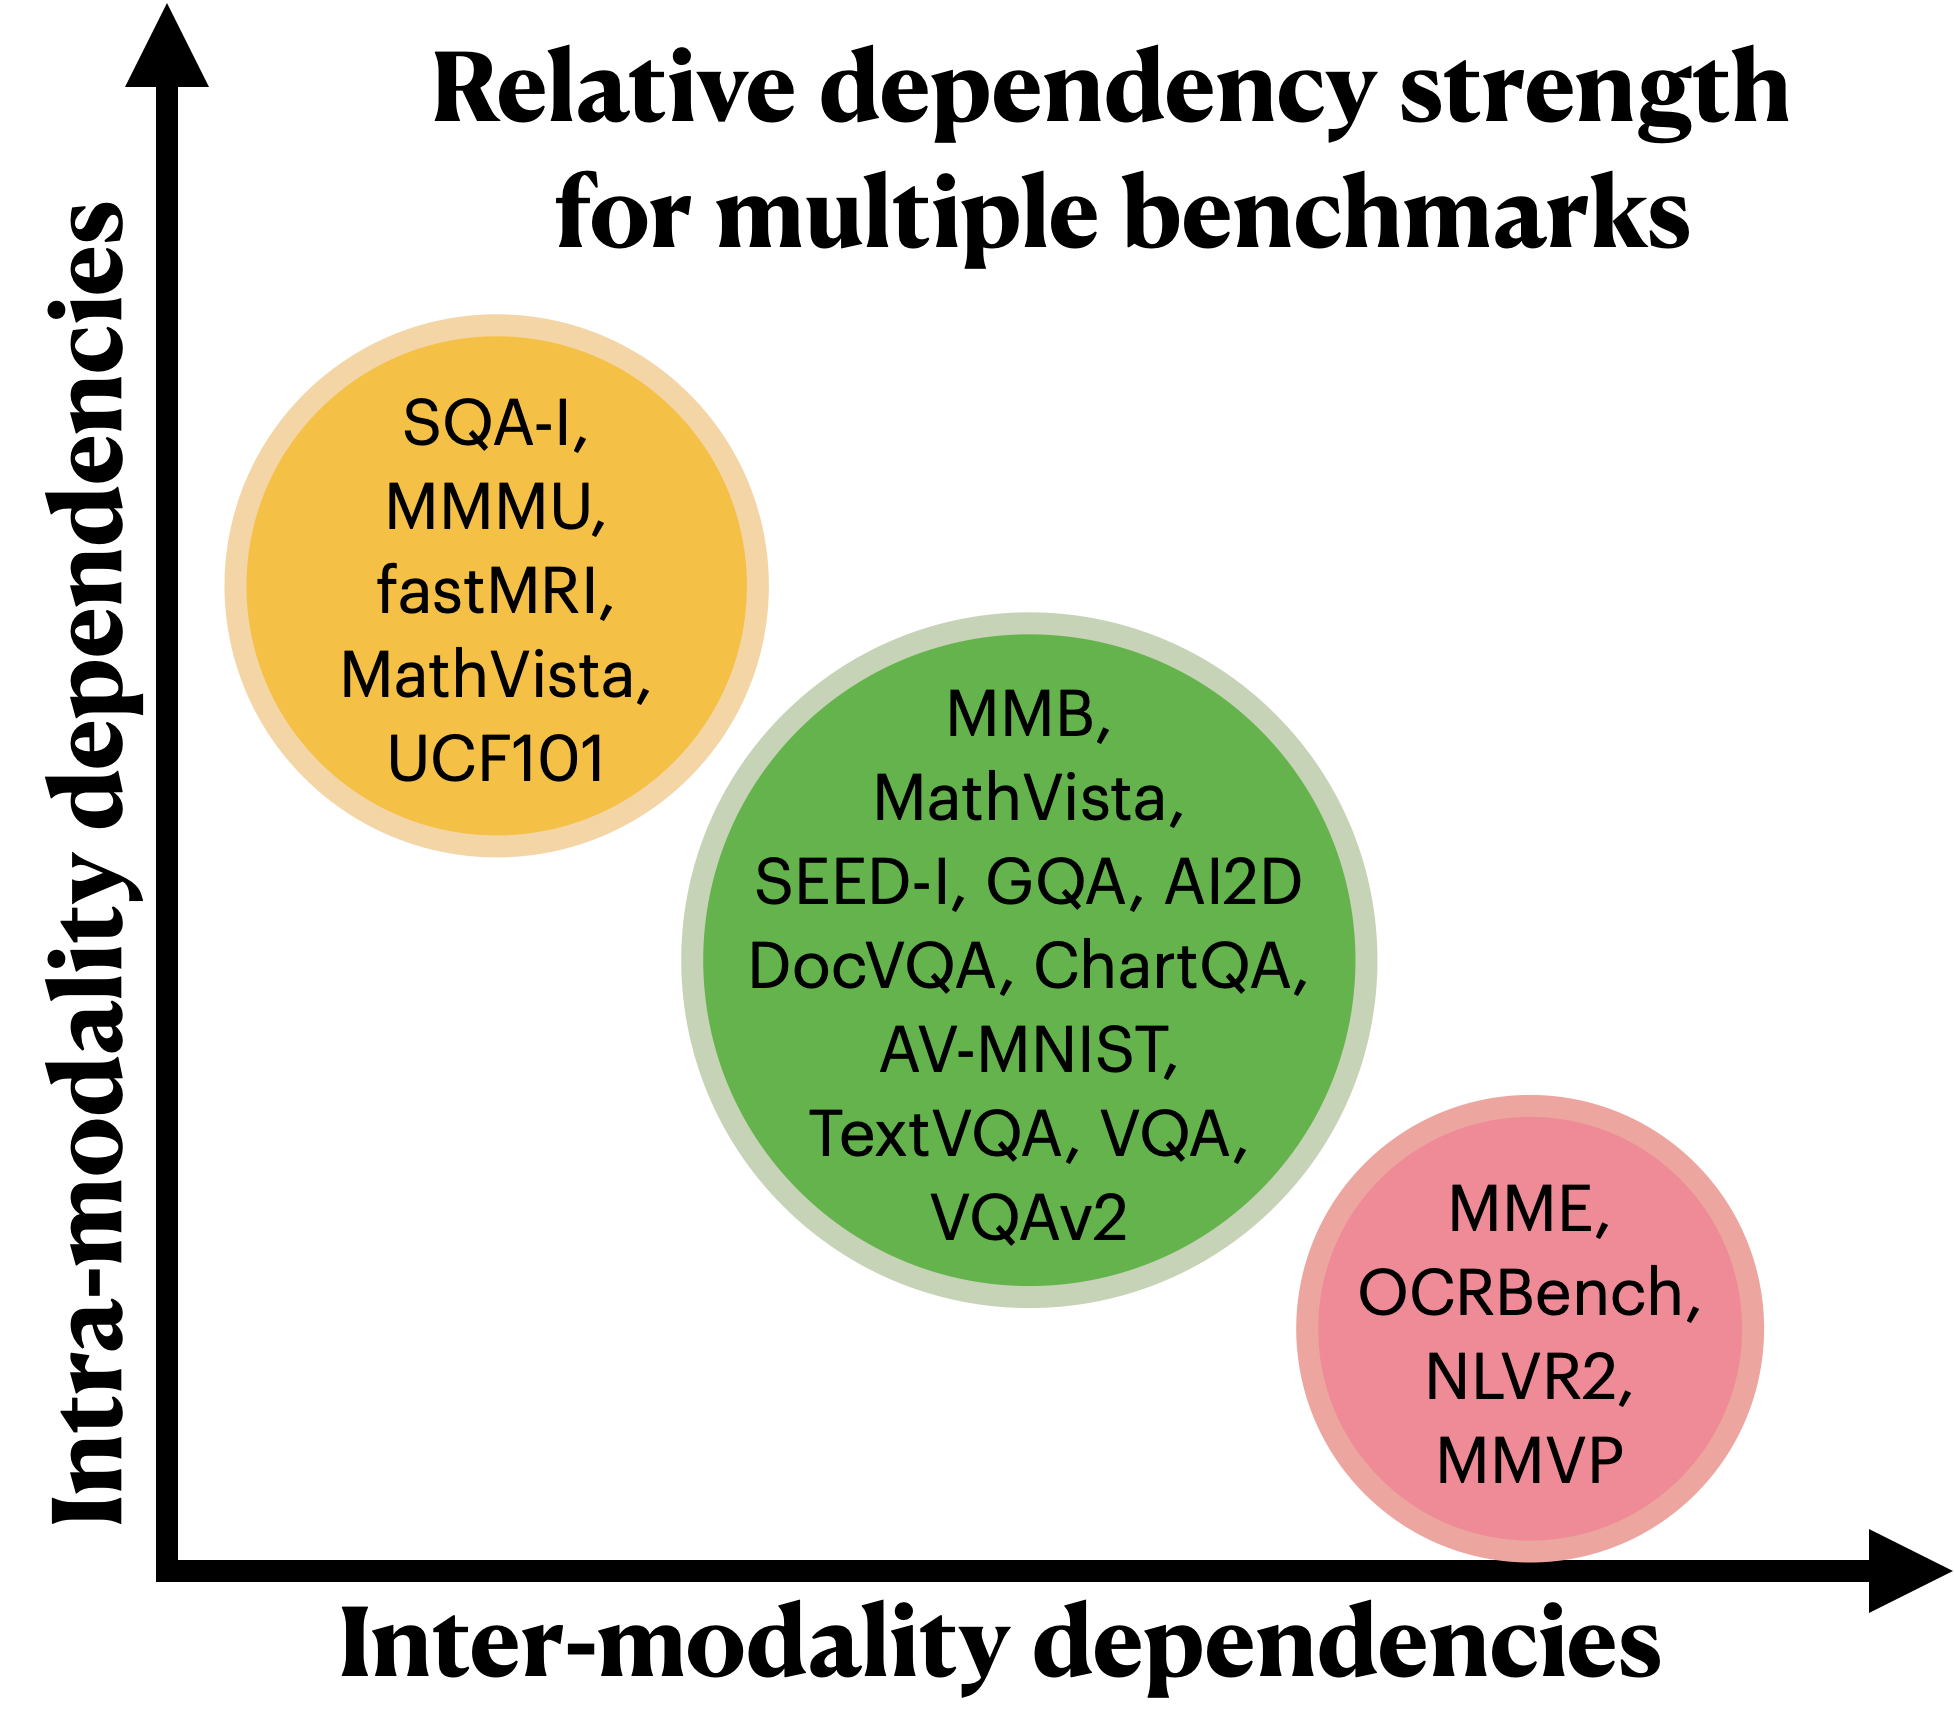 Relative dependency strength
for multiple benchmarks
Intra-modality dependencies
SQA-I,
MMMU,
fastMRI,
MathVista,
UCF101
MMB,
MathVista,
SEED-I, GQA, AI2D
DocVQA, ChartQA,
AV-MNIST,
TextVQA, VQA,
VQAv2
MME,
OCRBench,
NLVR2,
MMVP
Inter-modality dependencies